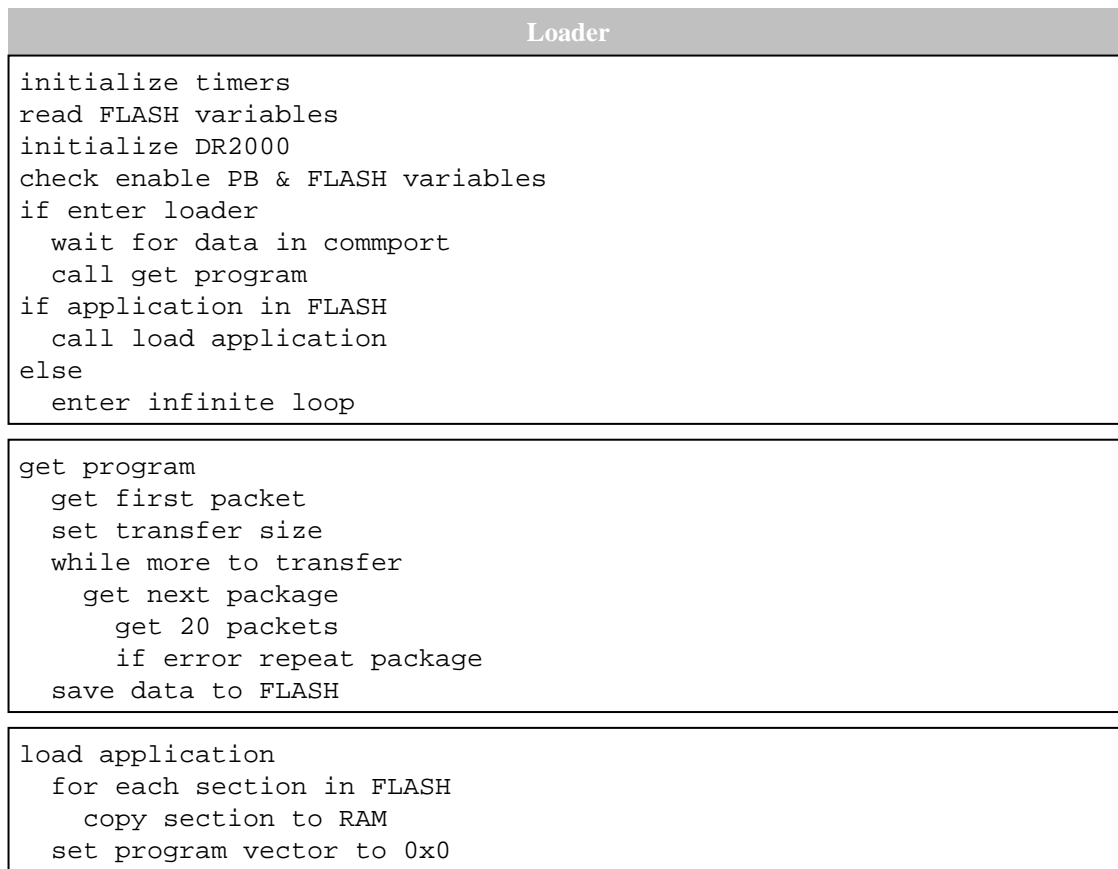 Loader
initialize timers
read FLASH variables
initialize DR2000
check enable PB & FLASH variables
if enter loader
  wait for data in commport
  call get program
if application in FLASH
  call load application
else
  enter infinite loop
get program
  get first packet
  set transfer size
  while more to transfer
    get next package
      get 20 packets
      if error repeat package
  save data to FLASH
load application
  for each section in FLASH
    copy section to RAM
  set program vector to 0x0